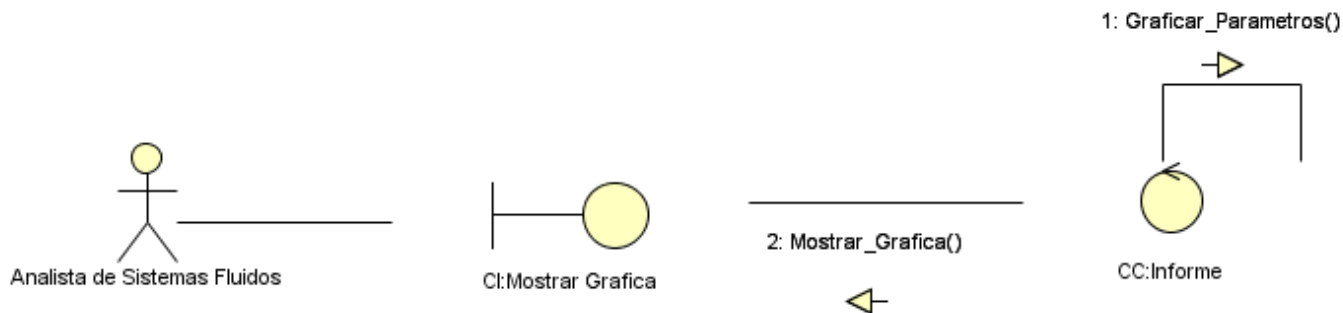 1: Graficar_Parametros()
2: Mostrar_Grafica()
Analista de Sistemas Fluidos
CI:Mostrar Grafica
CC:Informe